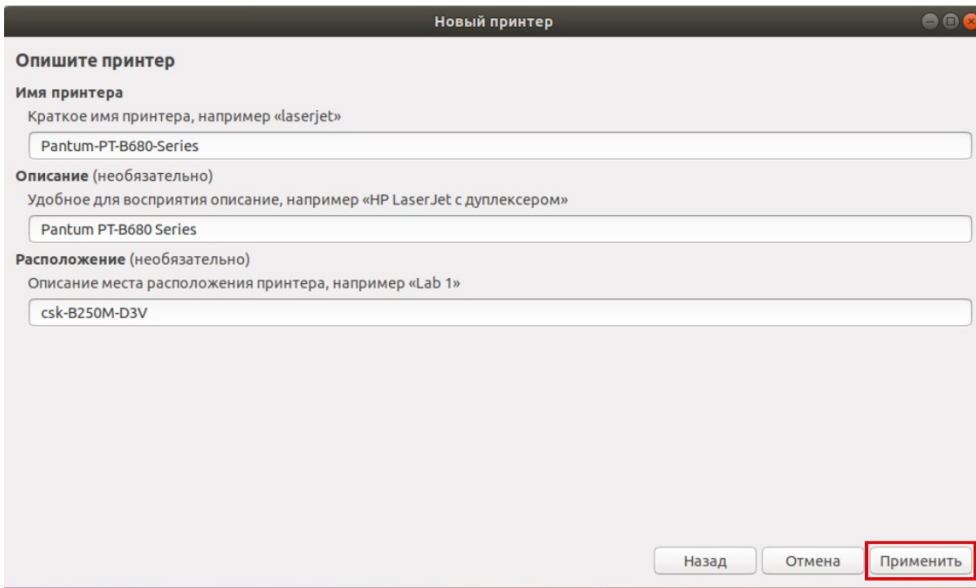 Новый принтер
Опишите принтер
Имя принтера
Краткое имя принтера, например «laserjet»
Pantum-PT-B680-Series
Описание (необязательно)
Удобное для восприятия описание, например «HP LaserJet с дуплексером»
Pantum PT-B680 Series
Расположение (необязательно)
Описание места расположения принтера, например «Lab 1»
csk-B250M-D3V
Назад Отмена Применить